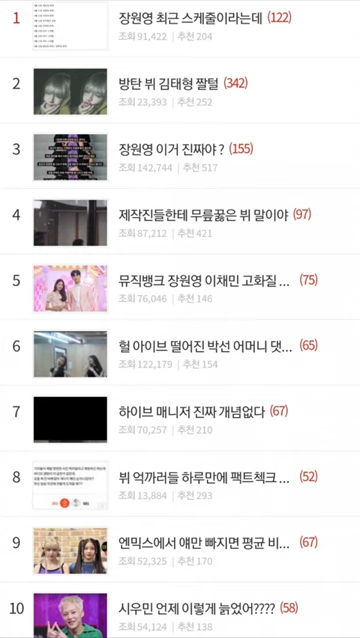 1
장원영 최근 스케줄이라는데 (122)
조회 91,422 | 추천 204
2
방탄 뷔 김태형 짤털 (342)
조회 23,393 | 추천 252
3
장원영 이거 진짜야 ? (155)
조회 142,744 | 추천 517
4
제작진들한테 무릎꿇은 뷔 말이야 (97)
조회 87,212 | 추천 421
5
뮤직뱅크 장원영 이채민 고화질 ... (75)
조회 76,046 | 추천 146
6
헐 아이브 떨어진 박선 어머니 댓... (65)
조회 122,179 | 추천 154
7
하이브 매니저 진짜 개념없다 (67)
조회 70,257 | 추천 210
8
뷔 억까러들 하루만에 팩트첵크 ... (52)
조회 13,884 | 추천 293
9
엔믹스에서 얘만 빠지면 평균 비... (67)
조회 52,325 | 추천 170
10
시우민 언제 이렇게 늙었어???? (58)
조회 54,124 | 추천 138